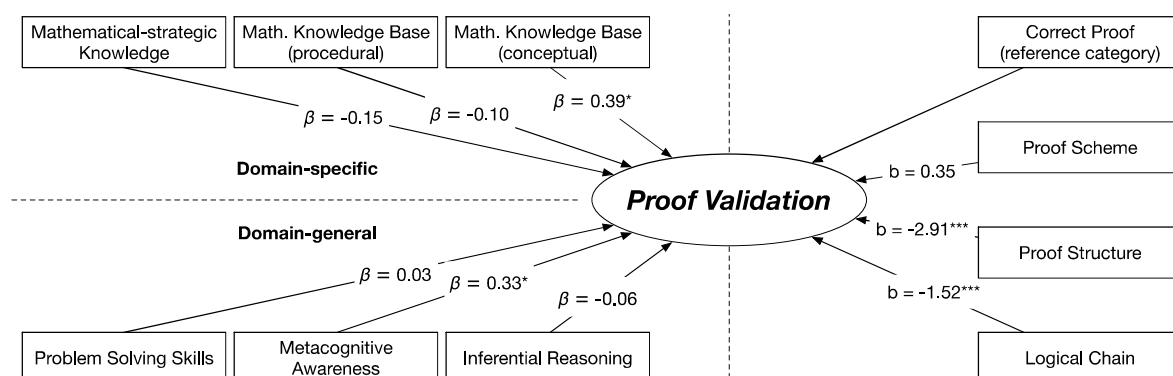 Mathematical-strategic
Knowledge
Math. Knowledge Base
(procedural)
Math. Knowledge Base
(conceptual)
Correct Proof
(reference category)
β = -0.15
β = -0.10
β = 0.39*
Proof Scheme
b = 0.35
Domain-specific
Proof Validation
Domain-general
b = -2.91***
Proof Structure
β = 0.03
β = 0.33*
β = -0.06
b = -1.52***
Problem Solving Skills
Metacognitive
Awareness
Inferential Reasoning
Logical Chain